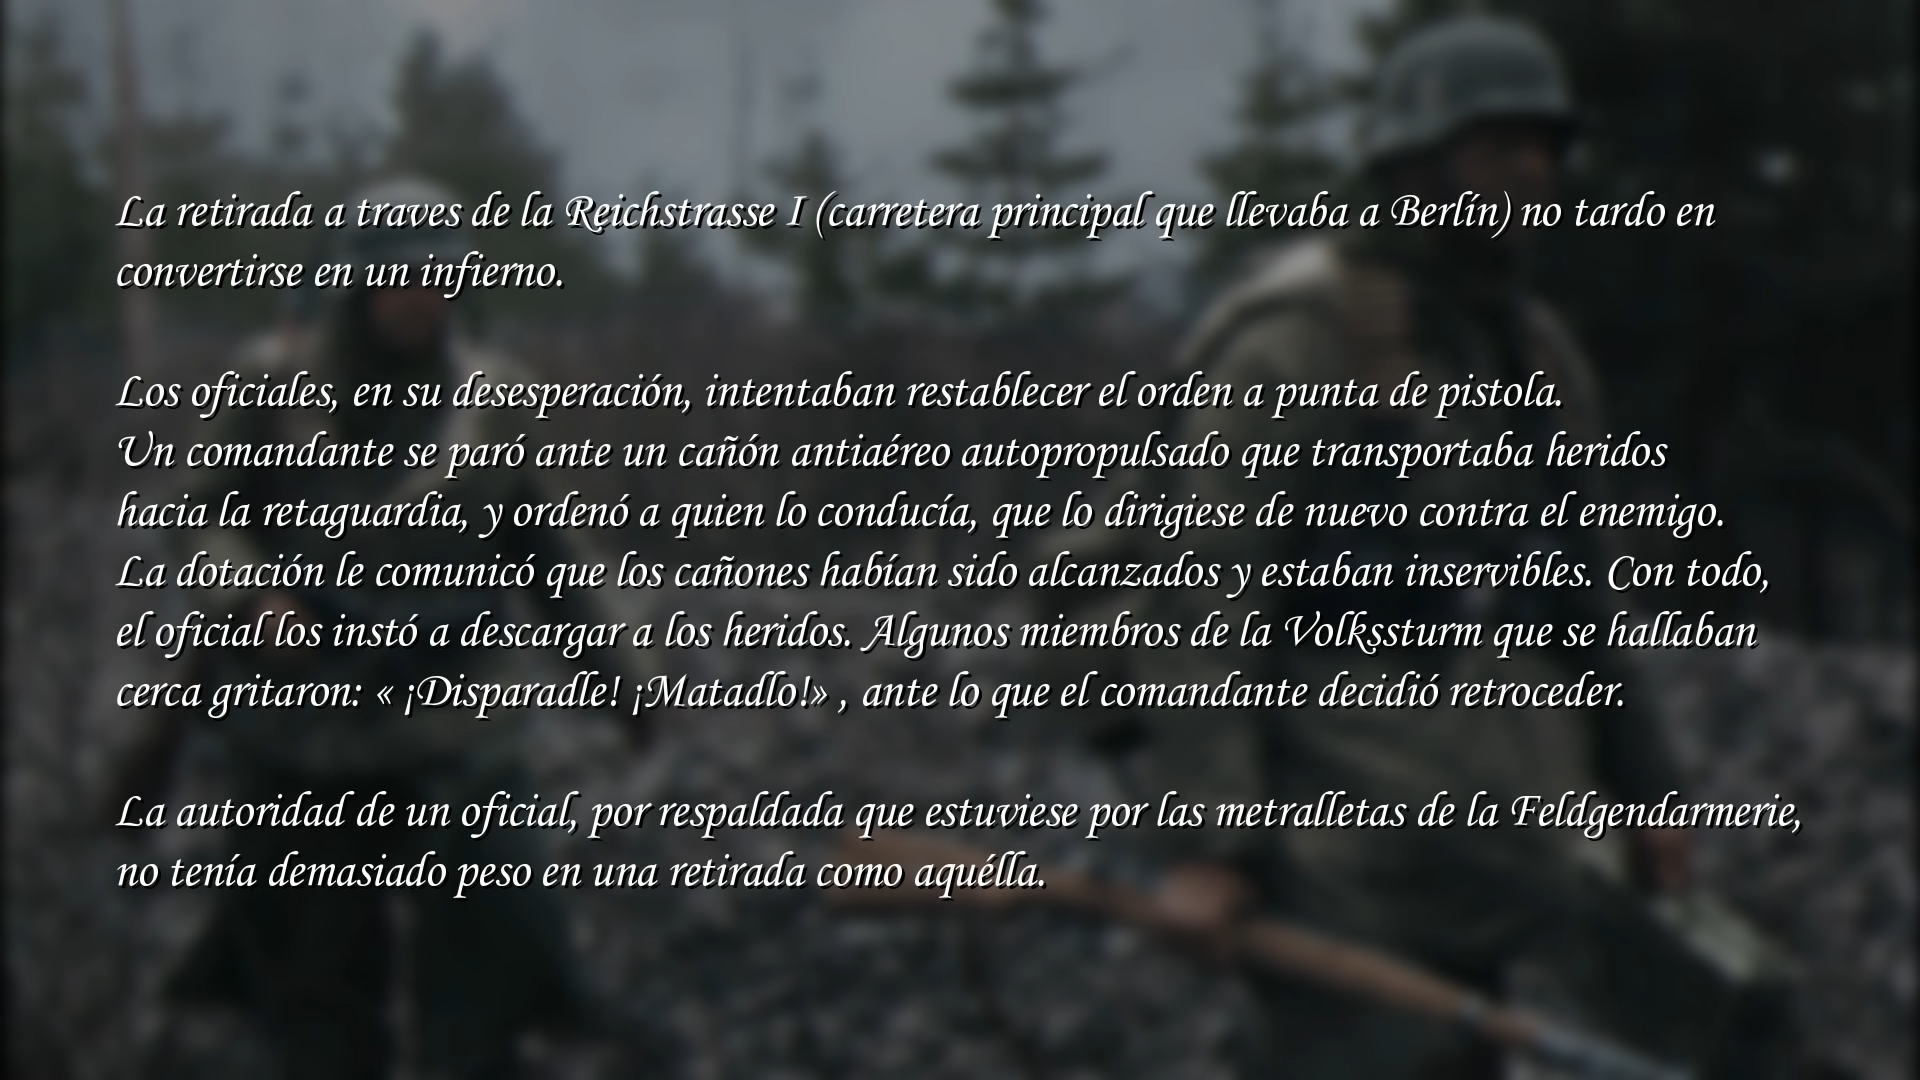 La retirada a traves de la Reichstrasse I (carretera principal que llevaba a Berlín) no tardo en
convertirse en un infierno.
Los oficiales, en su desesperación, intentaban restablecer el orden a punta de pistola.
Un comandante se paró ante un cañón antiaéreo autopropulsado que transportaba heridos
hacia la retaguardia, y ordenó a quien lo conducía, que lo dirigiese de nuevo contra el enemigo.
La dotación le comunicó que los cañones habían sido alcanzados y estaban inservibles. Con todo,
el oficial los instó a descargar a los heridos. Algunos miembros de la Volkssturm que se hallaban
cerca gritaron: « ¡Disparadle! ¡Matadlo!» , ante lo que el comandante decidió retroceder.
La autoridad de un oficial, por respaldada que estuviese por las metralletas de la Feldgendarmerie,
no tenía demasiado peso en una retirada como aquélla.